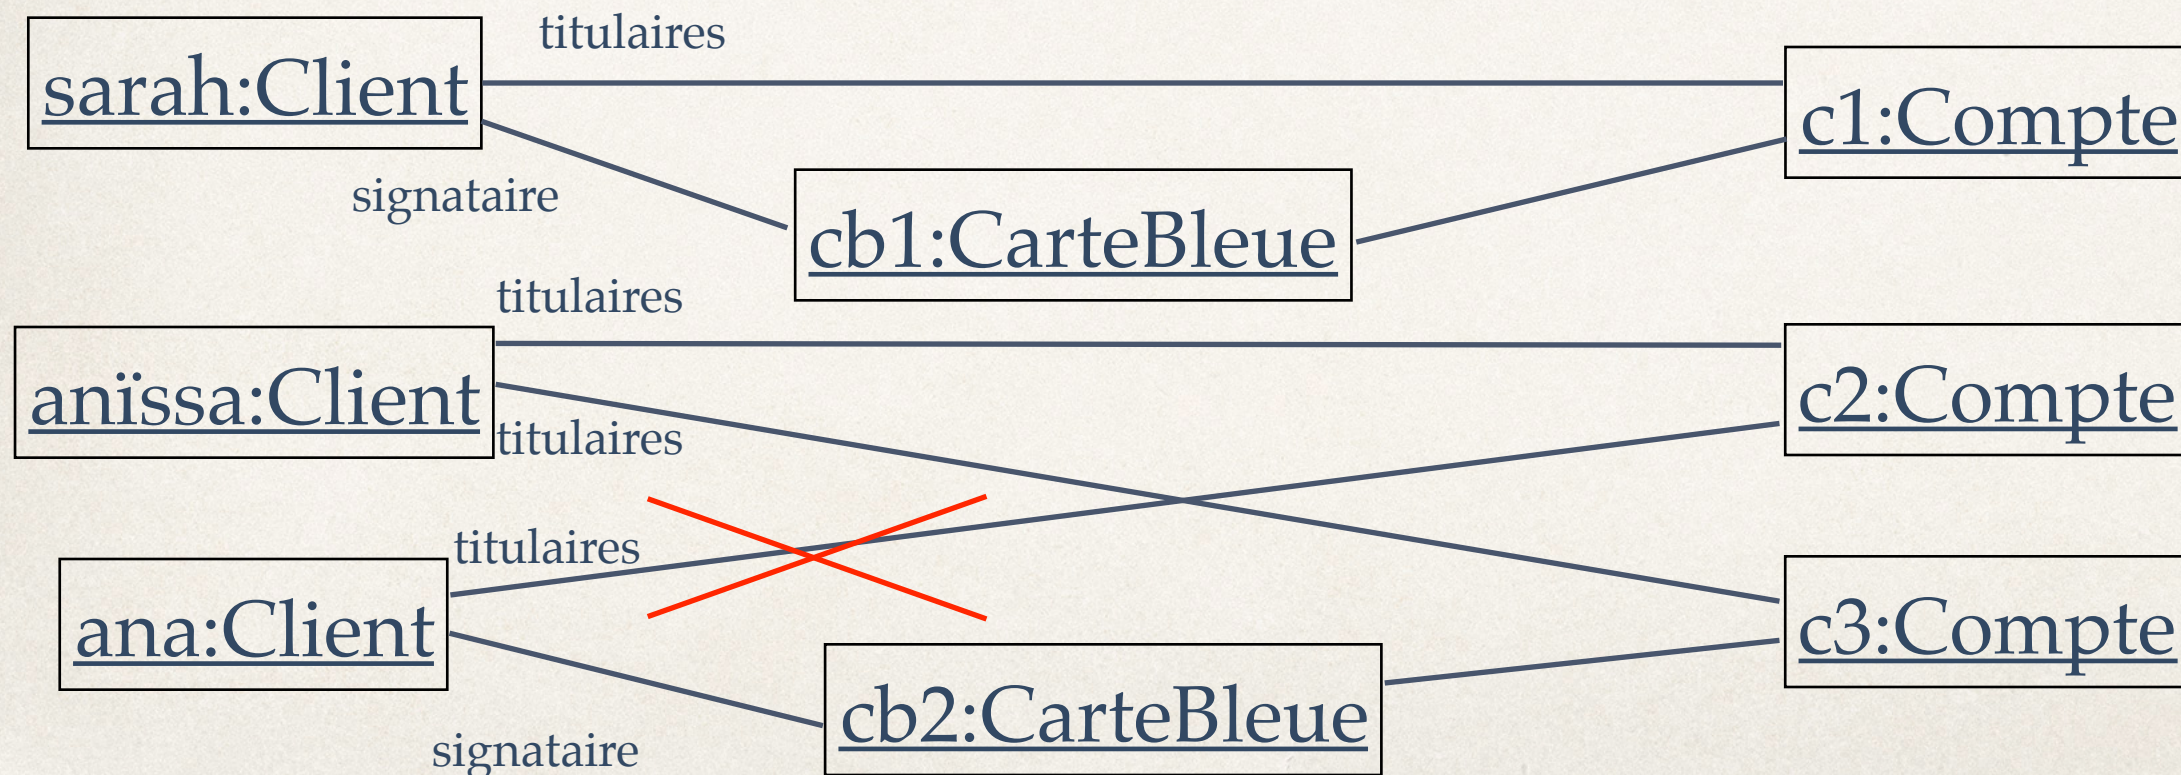 titulaires
sarah:Client
c1:Compte
signataire
cb1:CarteBleue
titulaires
anïssa:Client
c2:Compte
titulaires
titulaires
ana:Client
c3:Compte
cb2:CarteBleue
signataire